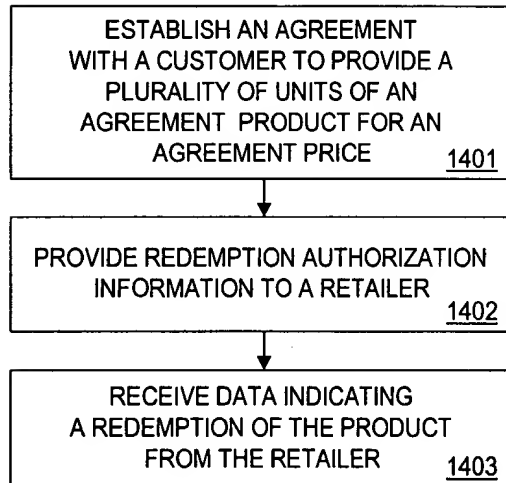 ESTABLISH AN AGREEMENT
WITH A CUSTOMER TO PROVIDE A
PLURALITY OF UNITS OF AN
AGREEMENT PRODUCT FOR AN
AGREEMENT PRICE
1401
PROVIDE REDEMPTION AUTHORIZATION
INFORMATION TO A RETAILER
1402
RECEIVE DATA INDICATING
A REDEMPTION OF THE PRODUCT
FROM THE RETAILER
1403